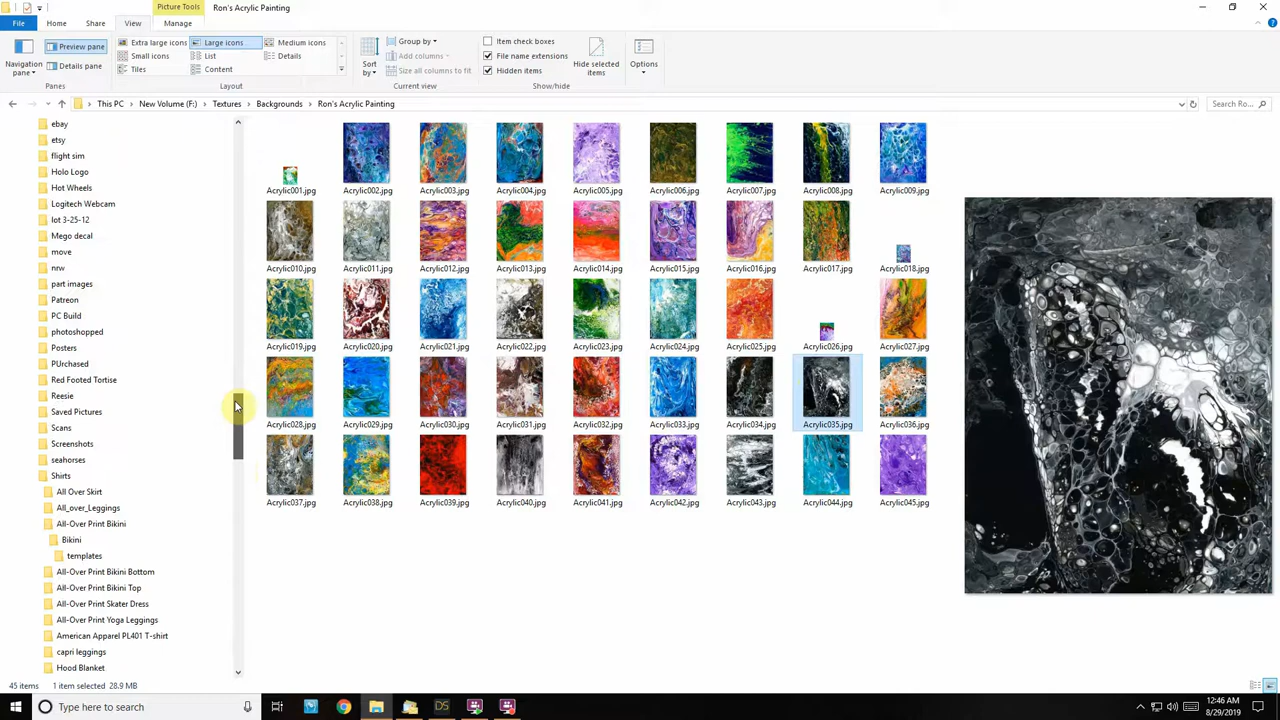 Picture Tools
Ron's Acrylic Painting
File
Home
Share
View
Manage
Navigation pane
Preview pane
Details pane
Panes
Extra large icons
Large icons
Medium icons
Small icons
List
Details
Tiles
Content
Layout
Sort by
Group by
Add columns
Size all columns to fit
Current view
Item check boxes
File name extensions
Hidden items
Hide selected items
Show/hide
Options
This PC
New Volume (F:)
Textures
Backgrounds
Ron's Acrylic Painting
Search Ro...
ebay
etsy
flight sim
Holo Logo
Hot Wheels
Logitech Webcam
lot 3-25-12
Mego decal
move
nrw
part images
Patreon
PC Build
photoshopped
Posters
PUrchased
Red Footed Tortise
Reesie
Saved Pictures
Scans
Screenshots
seahorses
Shirts
All Over Skirt
All_over_Leggings
All-Over Print Bikini
Bikini
templates
All-Over Print Bikini Bottom
All-Over Print Bikini Top
All-Over Print Skater Dress
All-Over Print Yoga Leggings
American Apparel PL401 T-shirt
capri leggings
Hood Blanket
Acrylic001.jpg
Acrylic002.jpg
Acrylic003.jpg
Acrylic004.jpg
Acrylic005.jpg
Acrylic006.jpg
Acrylic007.jpg
Acrylic008.jpg
Acrylic009.jpg
Acrylic010.jpg
Acrylic011.jpg
Acrylic012.jpg
Acrylic013.jpg
Acrylic014.jpg
Acrylic015.jpg
Acrylic016.jpg
Acrylic017.jpg
Acrylic018.jpg
Acrylic019.jpg
Acrylic020.jpg
Acrylic021.jpg
Acrylic022.jpg
Acrylic023.jpg
Acrylic024.jpg
Acrylic025.jpg
Acrylic026.jpg
Acrylic027.jpg
Acrylic028.jpg
Acrylic029.jpg
Acrylic030.jpg
Acrylic031.jpg
Acrylic032.jpg
Acrylic033.jpg
Acrylic034.jpg
Acrylic035.jpg
Acrylic036.jpg
Acrylic037.jpg
Acrylic038.jpg
Acrylic039.jpg
Acrylic040.jpg
Acrylic041.jpg
Acrylic042.jpg
Acrylic043.jpg
Acrylic044.jpg
Acrylic045.jpg
45 items
1 item selected 28.9 MB
Type here to search
DS
12:46 AM
8/29/2019